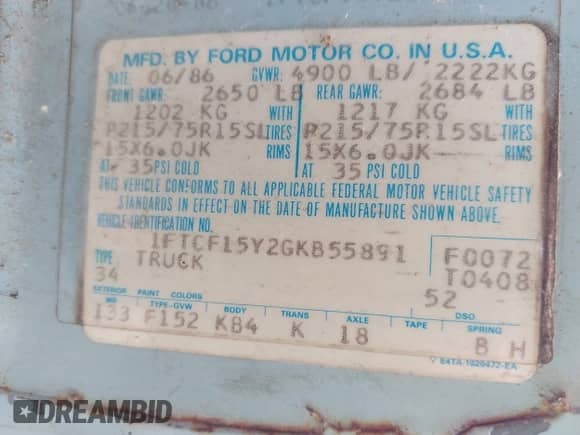 MFD. BY FORD MOTOR CO. IN U.S.A.
DATE: 06/86 GVWR: 4900 LB/ 2222KG
FRONT GAWR: 2650 LB REAR GAWR: 2684 LB
1202 KG WITH 1217 KG WITH
P215/75R15SL TIRES P215/75R15SL TIRES
15X6.0JK RIMS 15X6.0JK RIMS
AT 35 PSI COLD AT 35 PSI COLD
THIS VEHICLE CONFORMS TO ALL APPLICABLE FEDERAL MOTOR VEHICLE SAFETY
STANDARDS IN EFFECT ON THE DATE OF MANUFACTURE SHOWN ABOVE.
VEHICLE IDENTIFICATION NO.
1FTCF15Y2GKB55891 F0072
TYPE TRUCK T0408
34 52
EXTERIOR PAINT COLORS DSO
WB TYPE-GVW BODY TRANS AXLE TAPE SPRING
133 F152 K84 K 18 8 H
E4TA-1020472-EA
DREAMBID